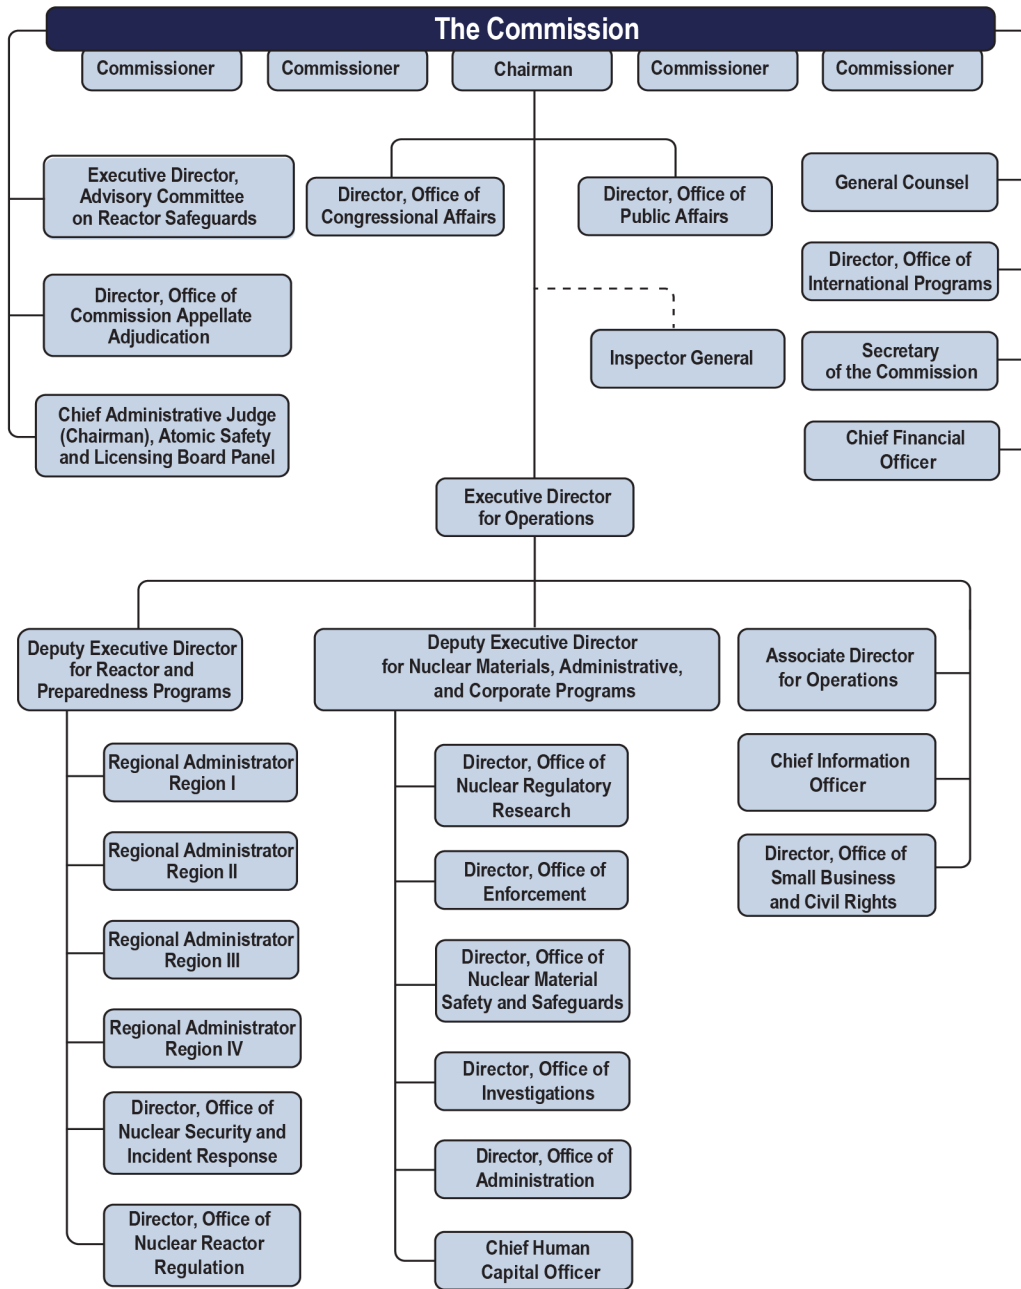 The Commission
Commissioner
Commissioner
Chairman
Commissioner
Commissioner
Executive Director,
Advisory Committee
on Reactor Safeguards
Director, Office of
Congressional Affairs
Director, Office of
Public Affairs
General Counsel
Director, Office of
International Programs
Director, Office of
Commission Appellate
Adjudication
Inspector General
Secretary
of the Commission
Chief Administrative Judge
(Chairman), Atomic Safety
and Licensing Board Panel
Chief Financial
Officer
Executive Director
for Operations
Deputy Executive Director
for Reactor and
Preparedness Programs
Deputy Executive Director
for Nuclear Materials, Administrative,
and Corporate Programs
Associate Director
for Operations
Regional Administrator
Region I
Regional Administrator
Region II
Regional Administrator
Region III
Regional Administrator
Region IV
Director, Office of
Nuclear Security and
Incident Response
Director, Office of
Nuclear Reactor
Regulation
Director, Office of
Nuclear Regulatory
Research
Director, Office of
Enforcement
Director, Office of
Nuclear Material
Safety and Safeguards
Director, Office of
Investigations
Director, Office of
Administration
Chief Human
Capital Officer
Chief Information
Officer
Director, Office of
Small Business
and Civil Rights